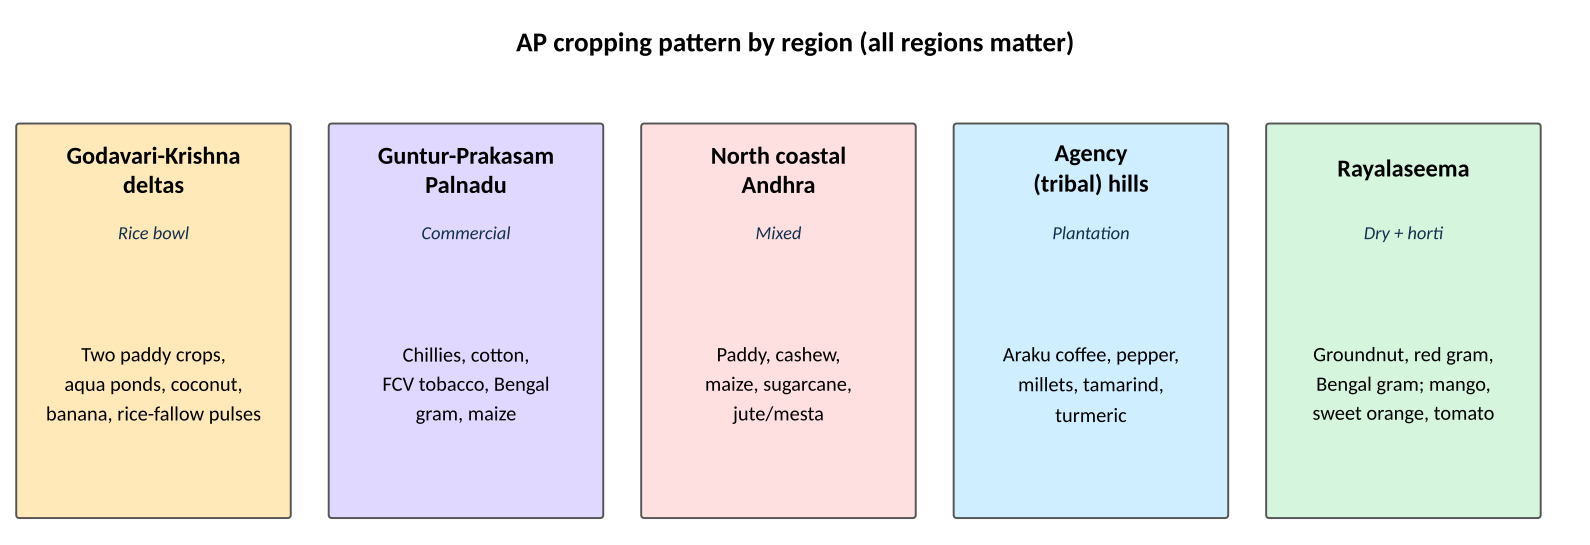 AP cropping pattern by region (all regions matter)
Godavari-Krishna
deltas
Rice bowl
Two paddy crops,
aqua ponds, coconut,
banana, rice-fallow pulses
Guntur-Prakasam
Palnadu
Commercial
Chillies, cotton,
FCV tobacco, Bengal
gram, maize
North coastal
Andhra
Mixed
Paddy, cashew,
maize, sugarcane,
jute/mesta
Agency
(tribal) hills
Plantation
Araku coffee, pepper,
millets, tamarind,
turmeric
Rayalaseema
Dry + horti
Groundnut, red gram,
Bengal gram; mango,
sweet orange, tomato